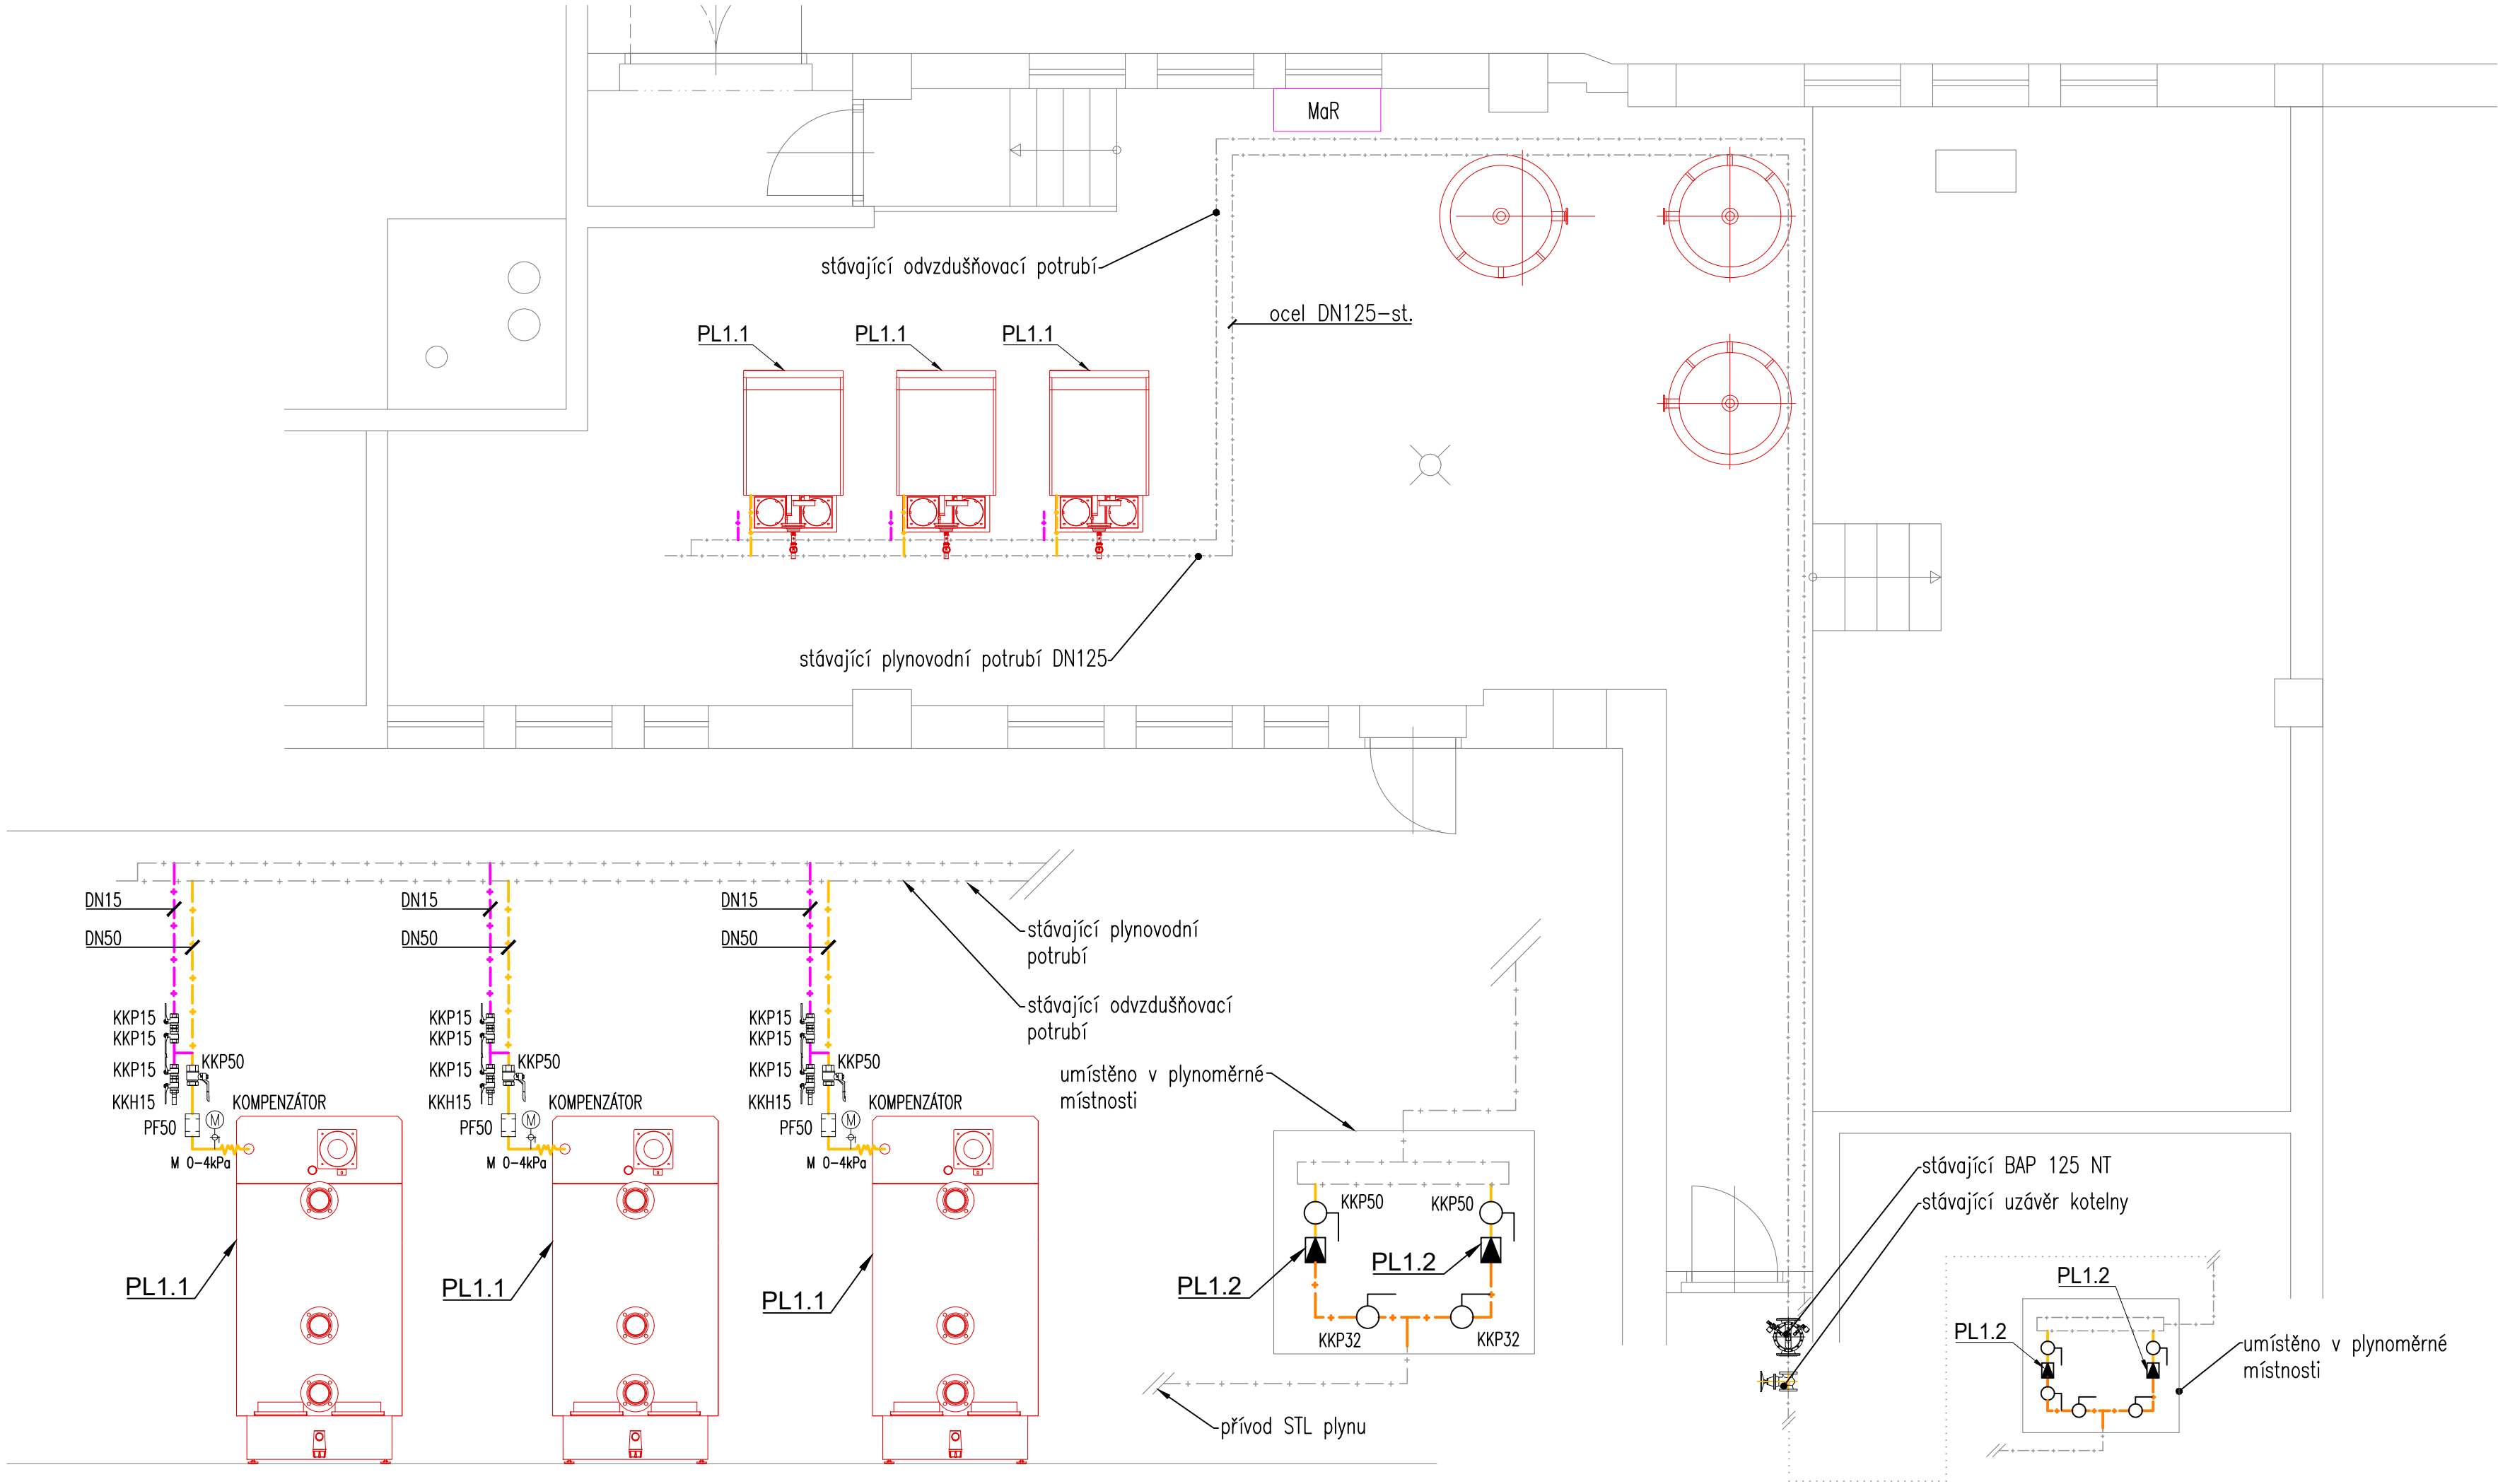 MaR
stávající odvzdušňovací potrubí
ocel DN125-st.
PL1.1
PL1.1
PL1.1
stávající plynovodní potrubí DN125
DN15
DN50
DN15
DN50
DN15
DN50
stávající plynovodní
potrubí
stávající odvzdušňovací
potrubí
KKP15
KKP15
KKP15
KKH15
KKP50
KOMPENZÁTOR
PF50
M
M 0-4kPa
PL1.1
KKP15
KKP15
KKP15
KKH15
KKP50
KOMPENZÁTOR
PF50
M
M 0-4kPa
PL1.1
KKP15
KKP15
KKP15
KKH15
KKP50
KOMPENZÁTOR
PF50
M
M 0-4kPa
PL1.1
umístěno v plynoměrné
místnosti
KKP50
KKP50
PL1.2
PL1.2
KKP32
KKP32
přívod STL plynu
stávající BAP 125 NT
stávající uzávěr kotelny
PL1.2
PL1.2
umístěno v plynoměrné
místnosti